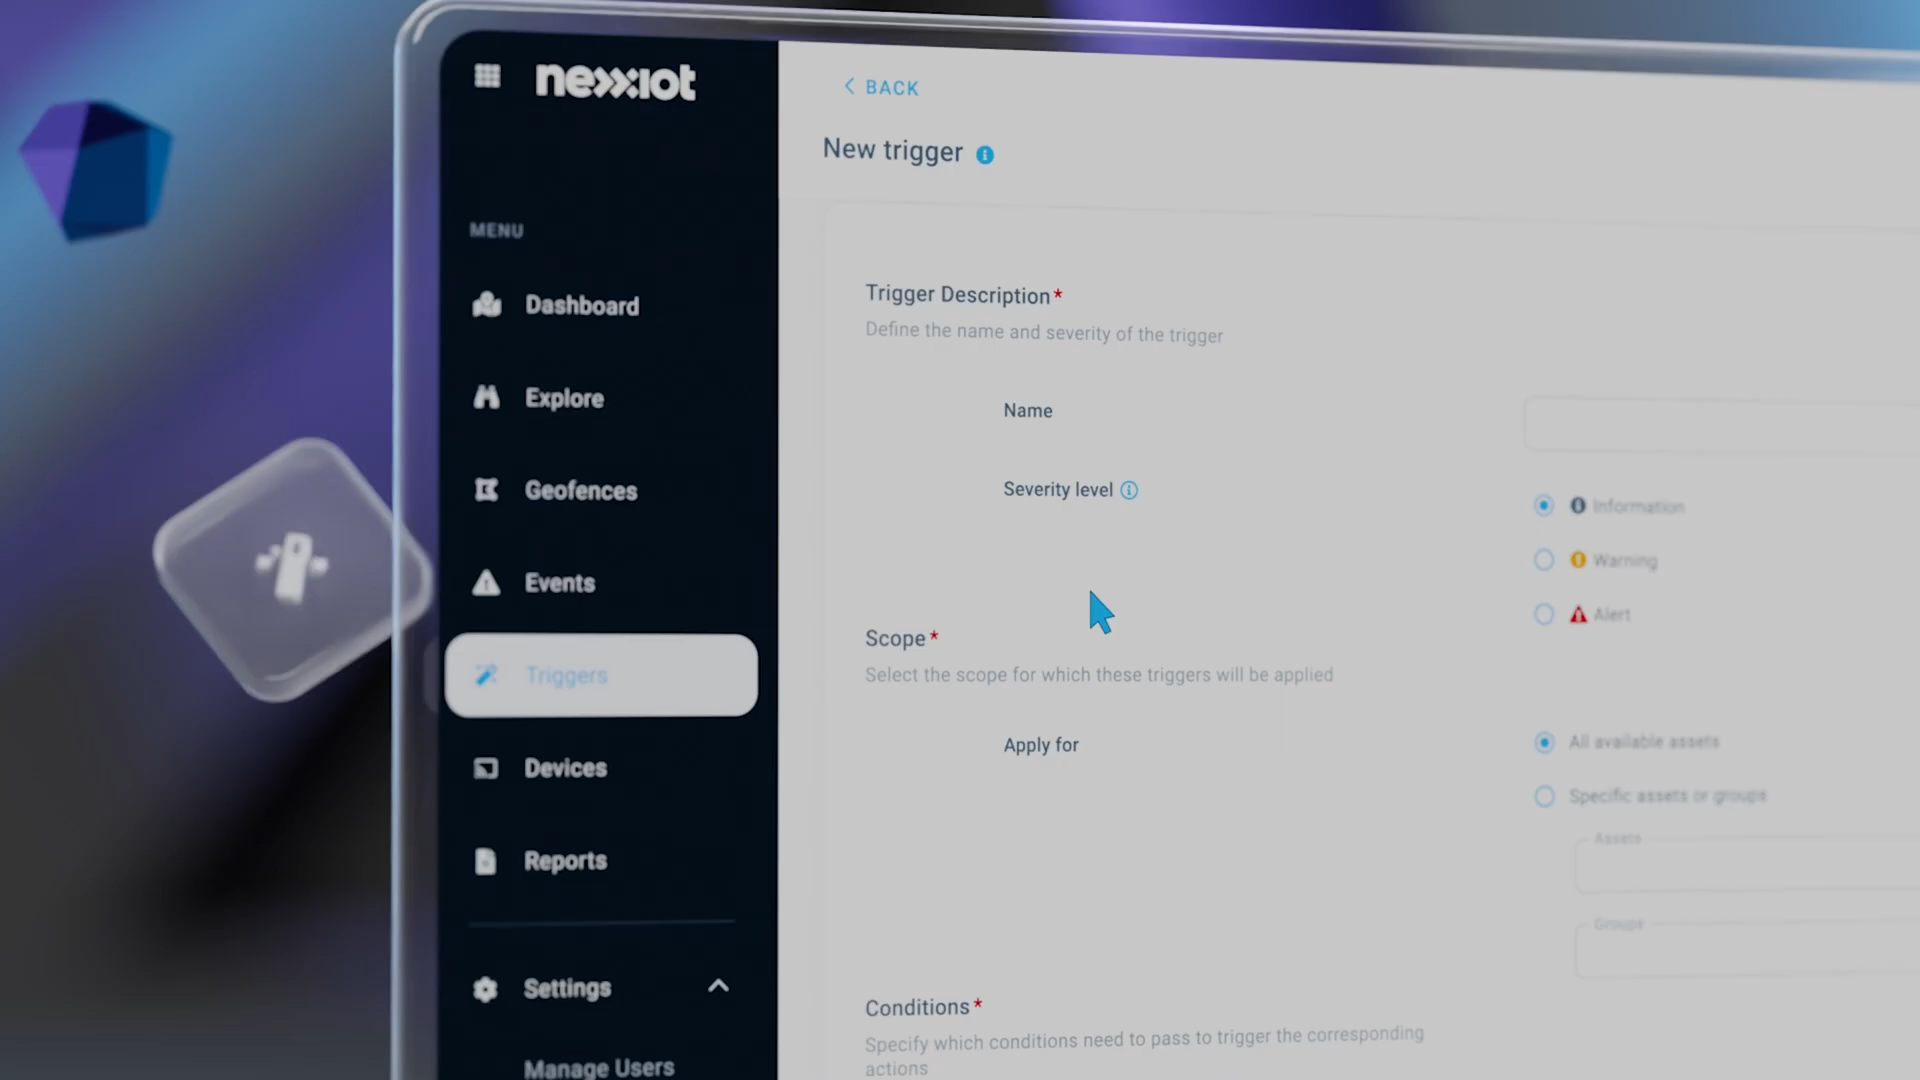 nexxiot
MENU
Dashboard
Explore
Geofences
Events
Triggers
Devices
Reports
Settings
Manage Users
BACK
New trigger
Trigger Description*
Define the name and severity of the trigger
Name
Severity level
Information
Warning
Alert
Scope*
Select the scope for which these triggers will be applied
Apply for
All available assets
Specific assets or groups
Assets
Groups
Conditions*
Specify which conditions need to pass to trigger the corresponding
actions